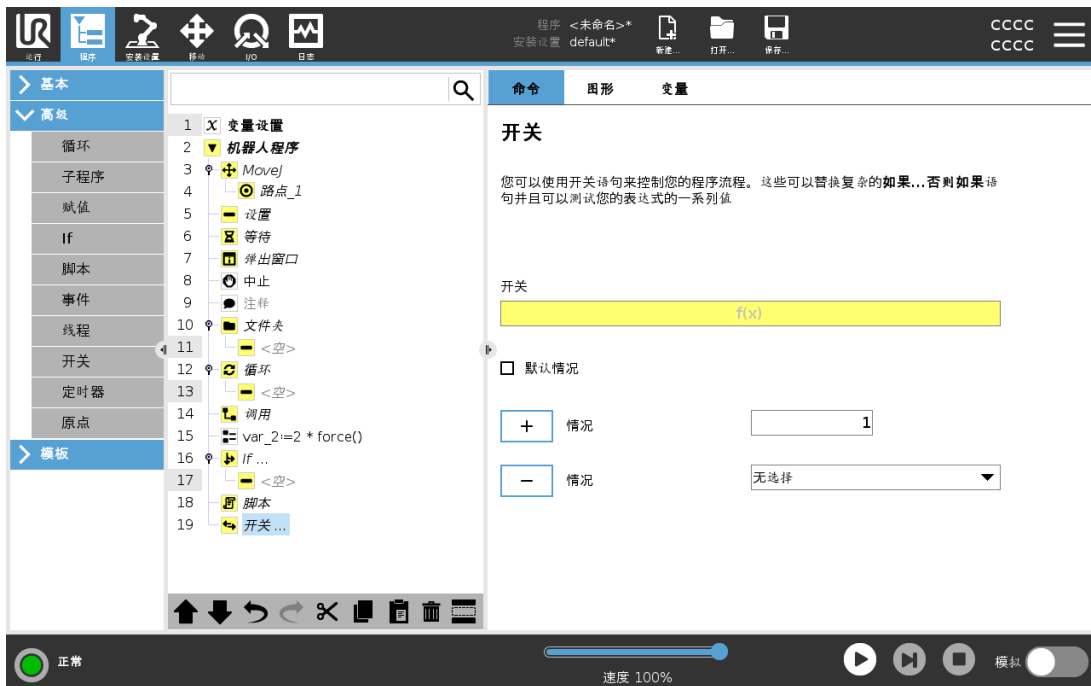 程序 <未命名>*
安装设置 default*
CCCC
CCCC
运行 程序 安装设置 移动 I/O 日志 新建... 打开... 保存...
基本
高级
循环
子程序
赋值
If
脚本
事件
线程
开关
定时器
原点
模板
1 变量设置
2 机器人程序
3 MoveJ
4 路点_1
5 设置
6 等待
7 弹出窗口
8 中止
9 注释
10 文件夹
11 <空>
12 循环
13 <空>
14 调用
15 var_2:=2 * force()
16 If ...
17 <空>
18 脚本
19 开关 ...
命令 图形 变量
开关
您可以使用开关语句来控制您的程序流程。这些可以替换复杂的如果...否则如果语
句并且可以测试您的表达式的一系列值
开关
f(x)
默认情况
+ 情况 1
− 情况 无选择
正常
速度 100%
模拟